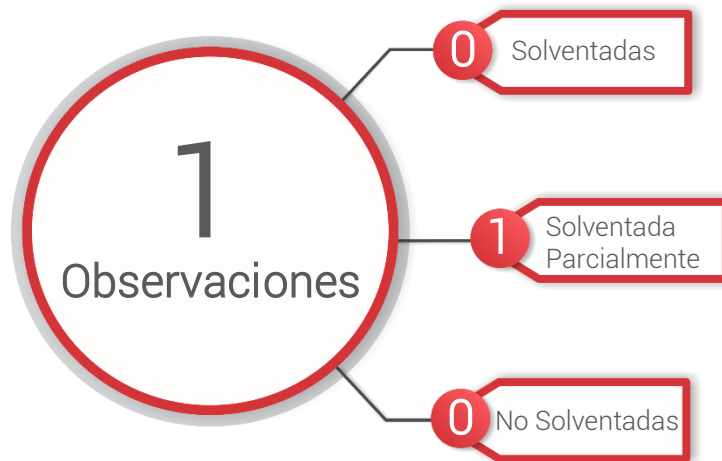 1
Observaciones
0
Solventadas
1
Solventada
Parcialmente
0
No Solventadas